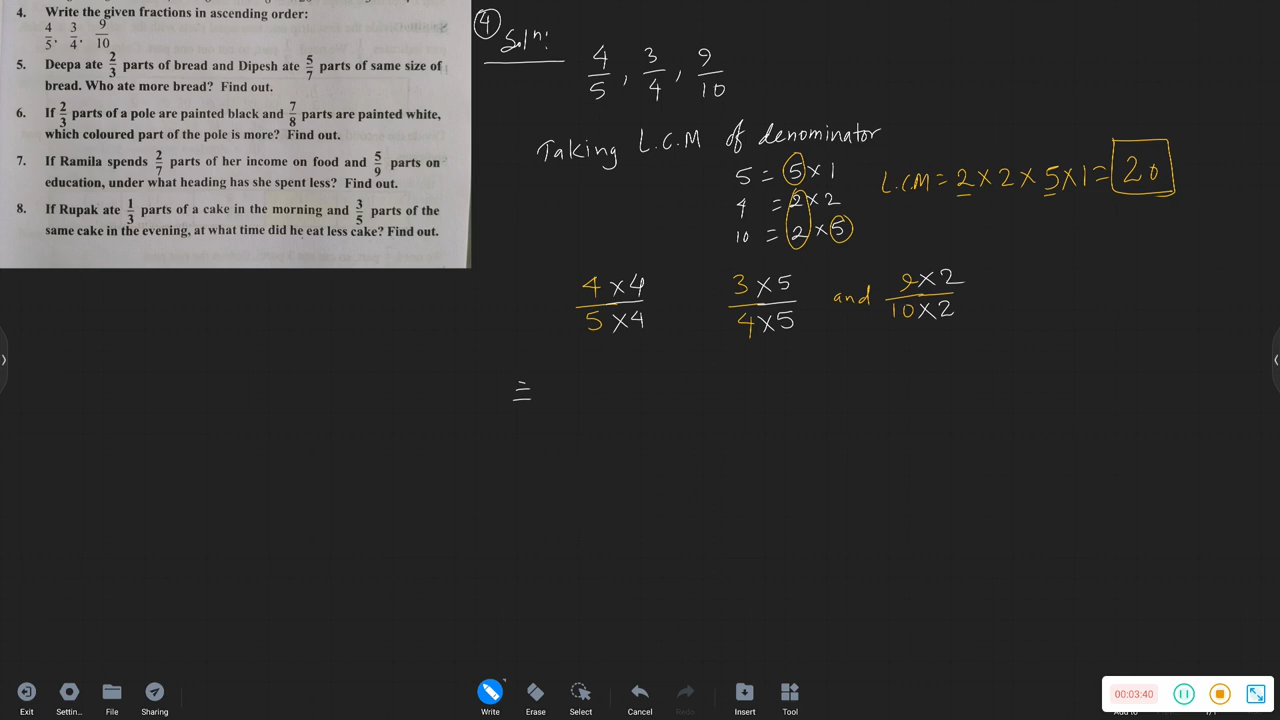 4. Write the given fractions in ascending order:
4/5, 3/4, 9/10
5. Deepa ate 2/3 parts of bread and Dipesh ate 5/7 parts of same size of
bread. Who ate more bread? Find out.
6. If 2/3 parts of a pole are painted black and 7/8 parts are painted white,
which coloured part of the pole is more? Find out.
7. If Ramila spends 2/7 parts of her income on food and 5/9 parts on
education, under what heading has she spent less? Find out.
8. If Rupak ate 1/3 parts of a cake in the morning and 3/5 parts of the
same cake in the evening, at what time did he eat less cake? Find out.
4 Solⁿ:
4/5, 3/4, 9/10
Taking L.C.M of denominator
5 = 5 × 1
4 = 2 × 2
10 = 2 × 5
L.C.M = 2 × 2 × 5 × 1 = 20
4×4/5×4 3×5/4×5 and 9×2/10×2
=
Exit Settin... File Sharing Write Erase Select Cancel Redo Insert Tool
00:03:40